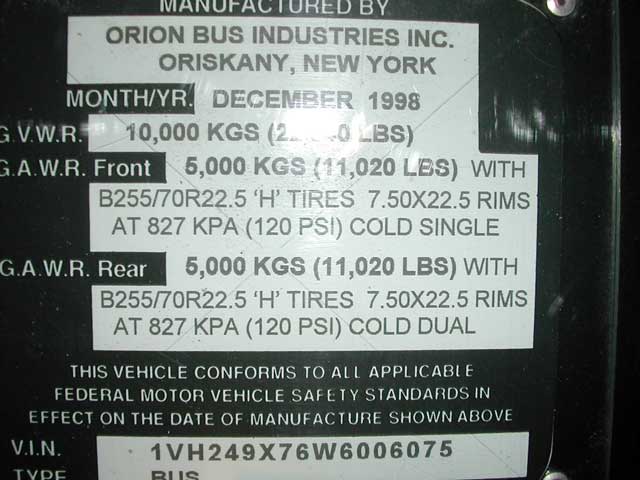 MANUFACTURED BY
ORION BUS INDUSTRIES INC.
ORISKANY, NEW YORK
MONTH/YR. DECEMBER 1998
G.V.W.R. 10,000 KGS LBS)
G.A.W.R. Front 5,000 KGS (11,020 LBS) WITH
B255/70R22.5 'H' TIRES 7.50X22.5 RIMS
AT 827 KPA (120 PSI) COLD SINGLE
G.A.W.R. Rear 5,000 KGS (11,020 LBS) WITH
B255/70R22.5 'H' TIRES 7.50X22.5 RIMS
AT 827 KPA (120 PSI) COLD DUAL
THIS VEHICLE CONFORMS TO ALL APPLICABLE
FEDERAL MOTOR VEHICLE SAFETY STANDARDS IN
EFFECT ON THE DATE OF MANUFACTURE SHOWN ABOVE
V.I.N. 1VH249X76W6006075
TYPE BUS